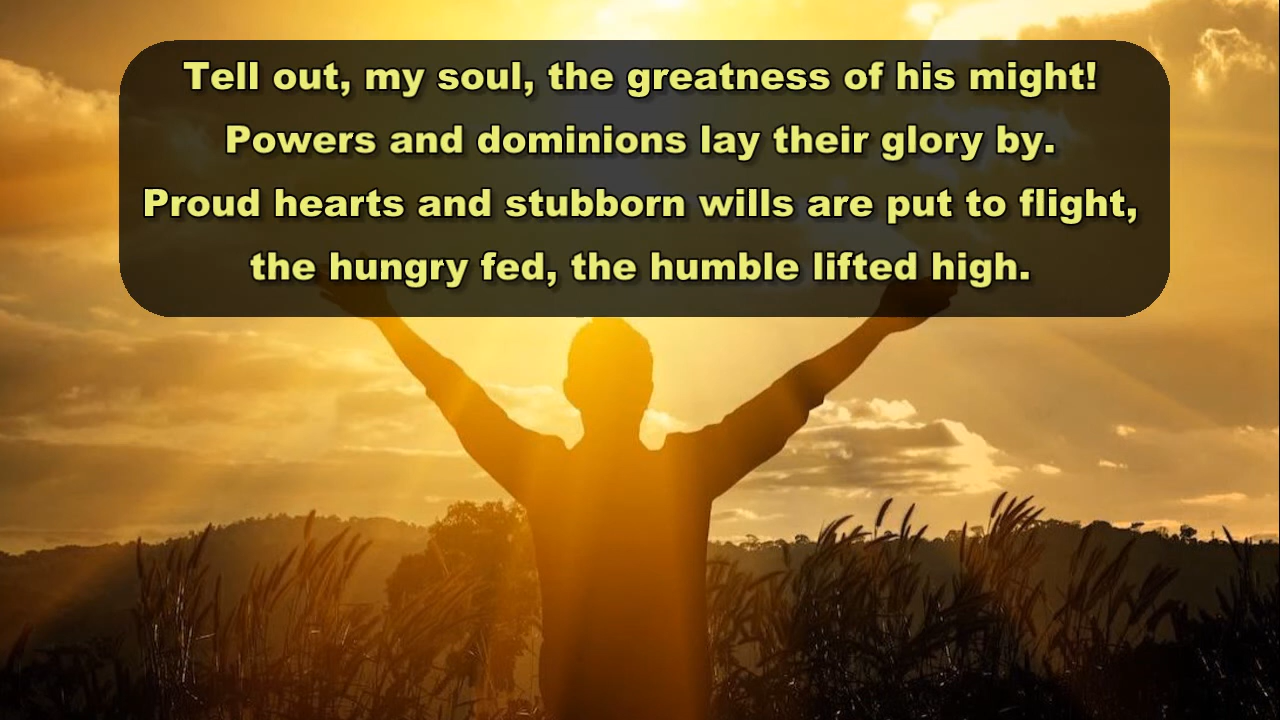 Tell out, my soul, the greatness of his might!
Powers and dominions lay their glory by.
Proud hearts and stubborn wills are put to flight,
the hungry fed, the humble lifted high.